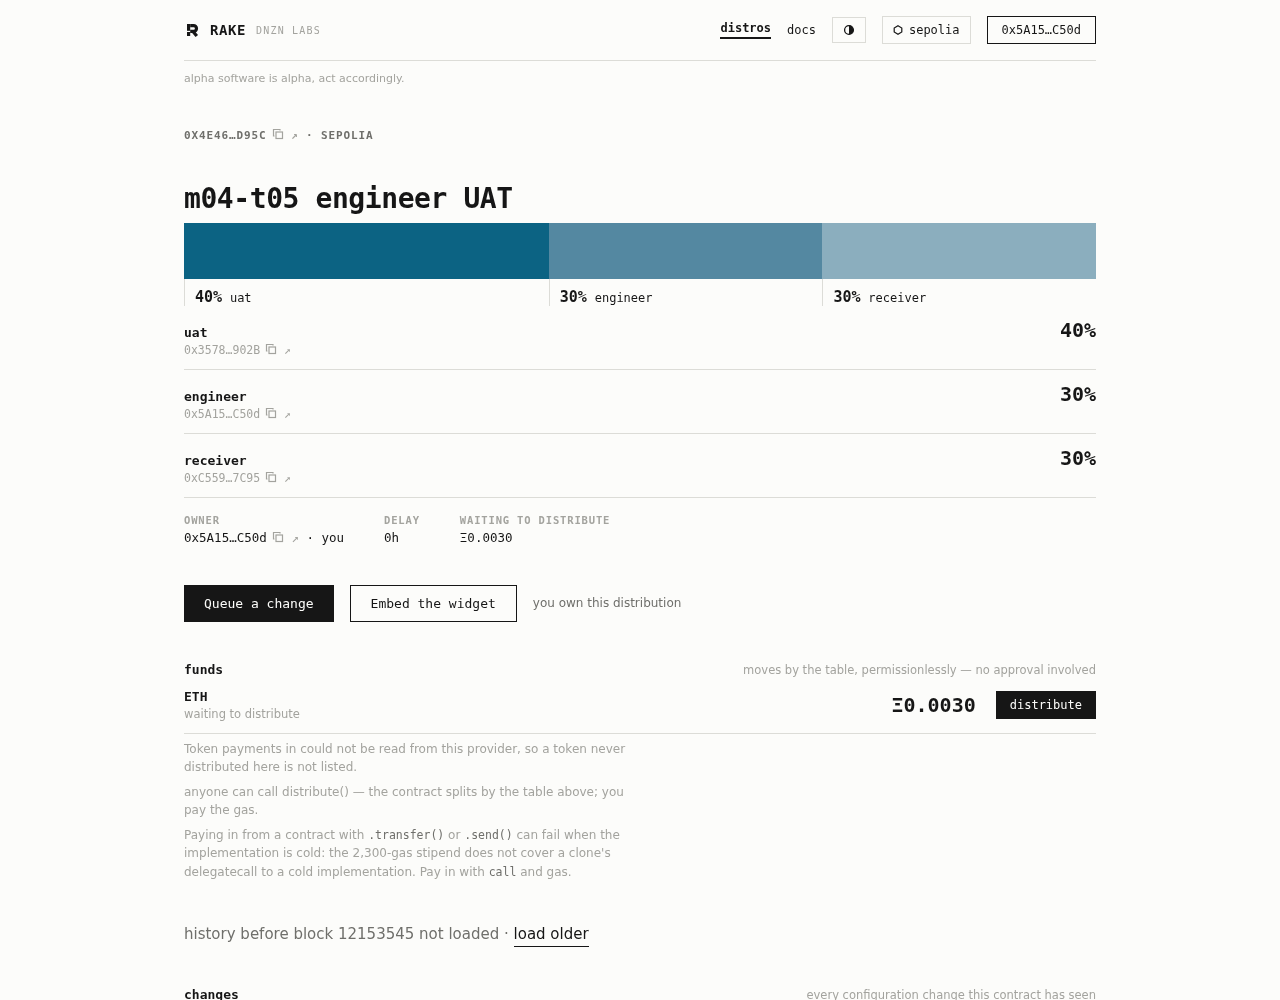 RAKE DNZN LABS distros docs sepolia 0x5A15…C50d
alpha software is alpha, act accordingly.
0X4E46…D95C ↗ · SEPOLIA
m04-t05 engineer UAT
40% uat 30% engineer 30% receiver
uat 40%
0x3578…902B ↗
engineer 30%
0x5A15…C50d ↗
receiver 30%
0xC559…7C95 ↗
OWNER DELAY WAITING TO DISTRIBUTE
0x5A15…C50d ↗ · you 0h Ξ0.0030
Queue a change Embed the widget you own this distribution
funds moves by the table, permissionlessly — no approval involved
ETH Ξ0.0030 distribute
waiting to distribute
Token payments in could not be read from this provider, so a token never
distributed here is not listed.
anyone can call distribute() — the contract splits by the table above; you
pay the gas.
Paying in from a contract with .transfer() or .send() can fail when the
implementation is cold: the 2,300-gas stipend does not cover a clone's
delegatecall to a cold implementation. Pay in with call and gas.
history before block 12153545 not loaded · load older
changes every configuration change this contract has seen